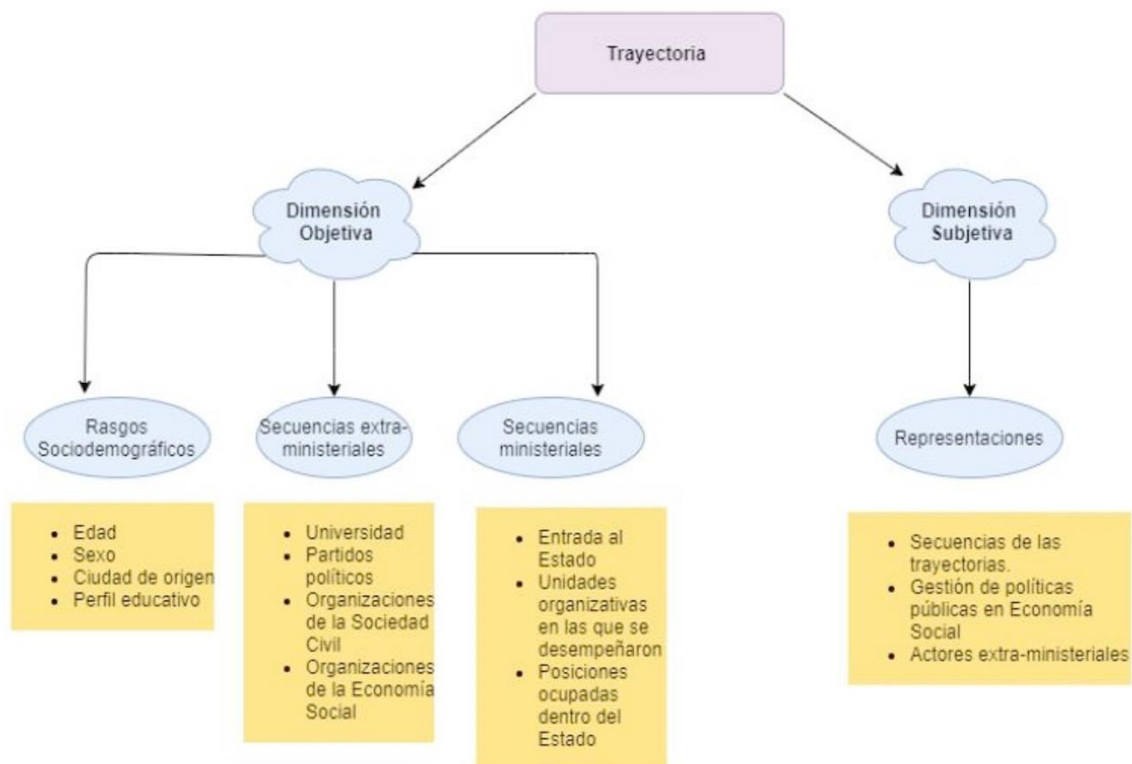 Trayectoria
Dimensión
Objetiva
Dimensión
Subjetiva
Rasgos
Sociodemográficos
Secuencias extra-
ministeriales
Secuencias
ministeriales
Representaciones
• Edad
• Sexo
• Ciudad de origen
• Perfil educativo
• Universidad
• Partidos
políticos
• Organizaciones
de la Sociedad
Civil
• Organizaciones
de la Economía
Social
• Entrada al
Estado
• Unidades
organizativas
en las que se
desempeñaron
• Posiciones
ocupadas
dentro del
Estado
• Secuencias de las
trayectorias.
• Gestión de políticas
públicas en Economía
Social
• Actores extra-ministeriales